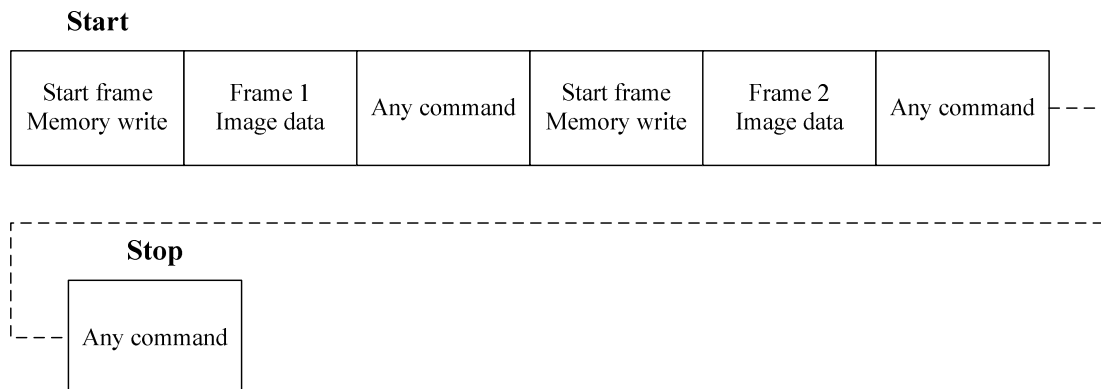 Start
Start frame
Memory write
Frame 1
Image data
Any command
Start frame
Memory write
Frame 2
Image data
Any command
Stop
Any command